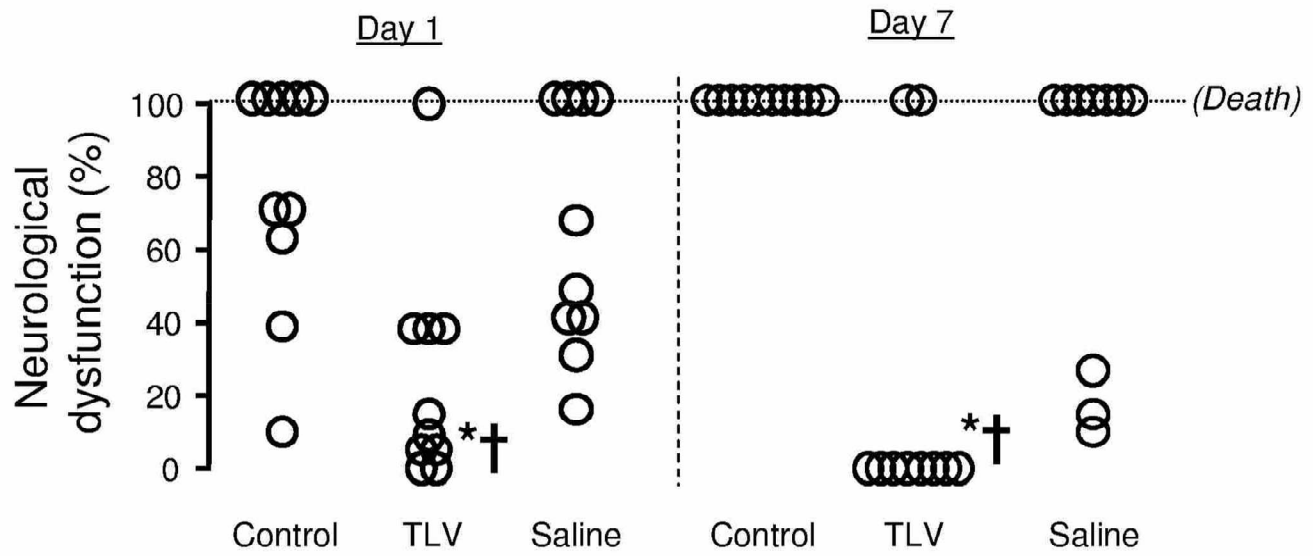 Day 1
Day 7
Neurological
dysfunction (%)
100
80
60
40
20
0
(Death)
*†
*†
Control TLV Saline Control TLV Saline